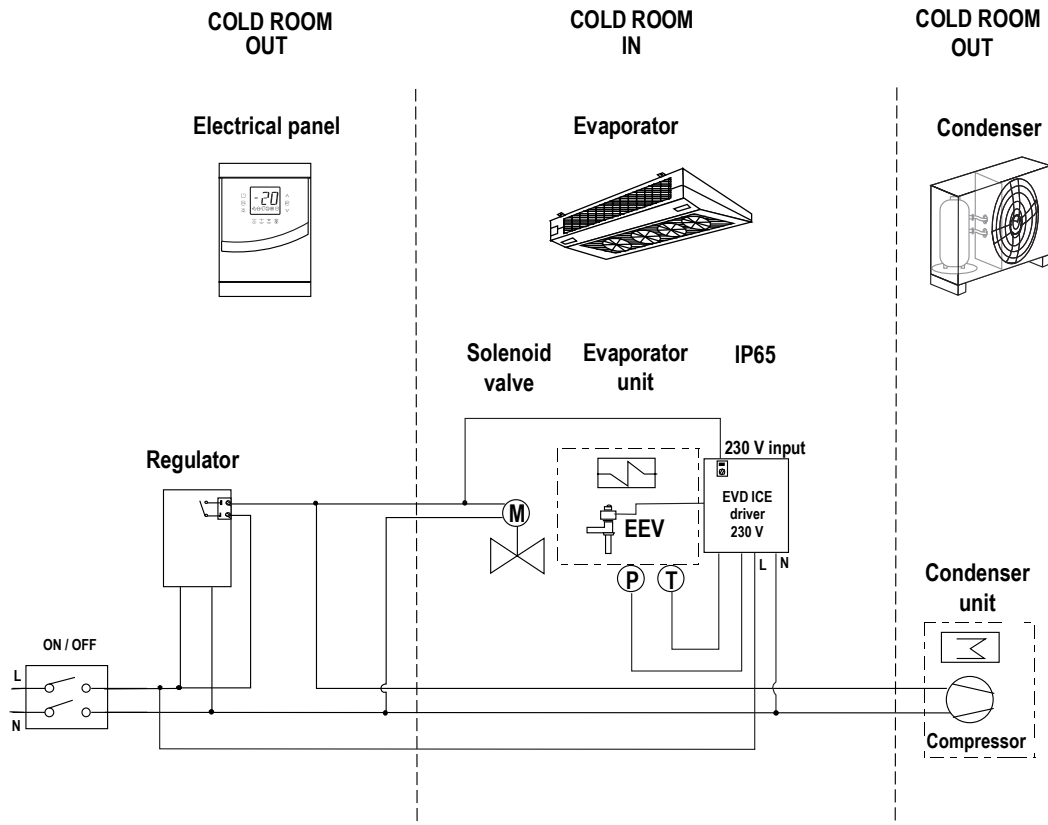 COLD ROOM
OUT
COLD ROOM
IN
COLD ROOM
OUT
Electrical panel
Evaporator
Condenser
-20
Solenoid
valve
Evaporator
unit
IP65
230 V input
Regulator
M
EEV
EVD ICE
driver
230 V
P
T
L
N
Condenser
unit
ON / OFF
L
N
Compressor